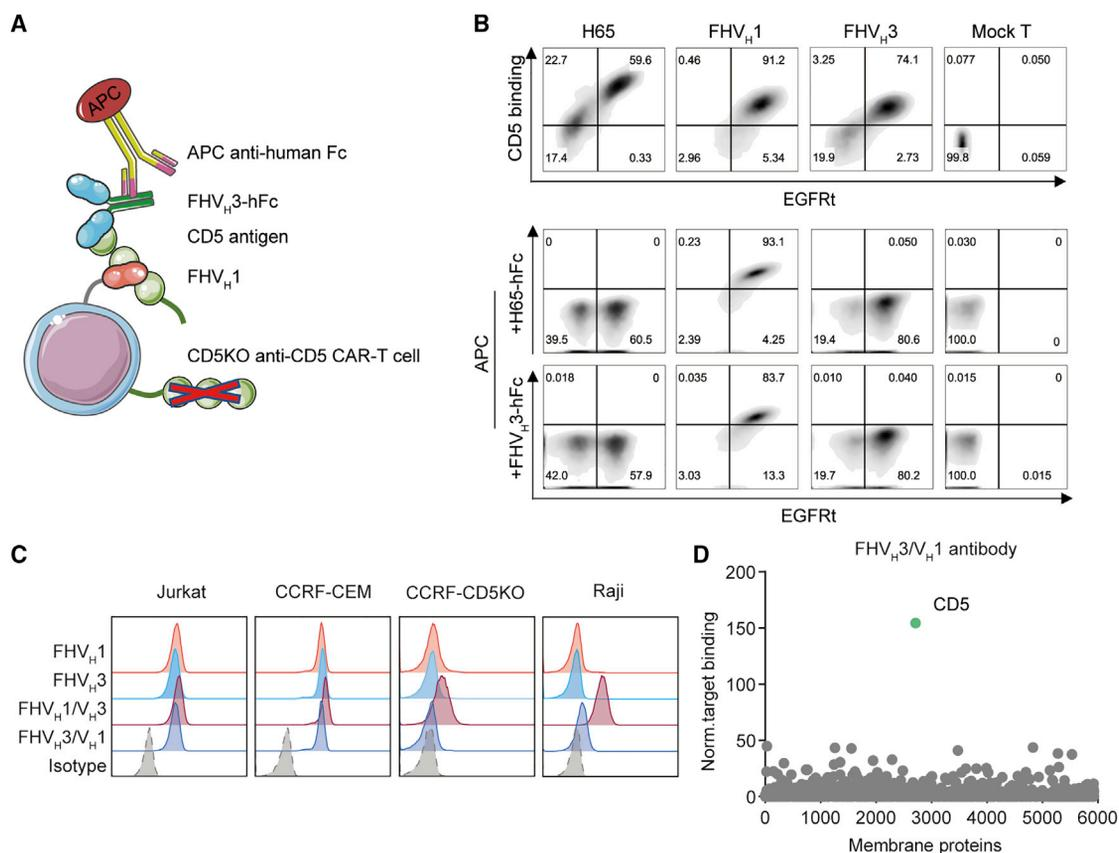 A
APC
APC anti-human Fc
FHVH3-hFc
CD5 antigen
FHVH1
CD5KO anti-CD5 CAR-T cell
B
H65
FHVH1
FHVH3
Mock T
CD5 binding
22.7 59.6
17.4 0.33
0.46 91.2
2.96 5.34
3.25 74.1
19.9 2.73
0.077 0.050
99.8 0.059
EGFRt
APC
+H65-hFc
0 0
39.5 60.5
0.23 93.1
2.39 4.25
0.050
19.4 80.6
0.030 0
100.0 0
+FHVH3-hFc
0.018 0
42.0 57.9
0.035 83.7
3.03 13.3
0.010 0.040
19.7 80.2
0.015 0
100.0 0.015
EGFRt
C
Jurkat
CCRF-CEM
CCRF-CD5KO
Raji
FHVH1
FHVH3
FHVH1/VH3
FHVH3/VH1
Isotype
D
FHVH3/VH1 antibody
Norm.target binding
200
150
100
50
0
CD5
0 1000 2000 3000 4000 5000 6000
Membrane proteins